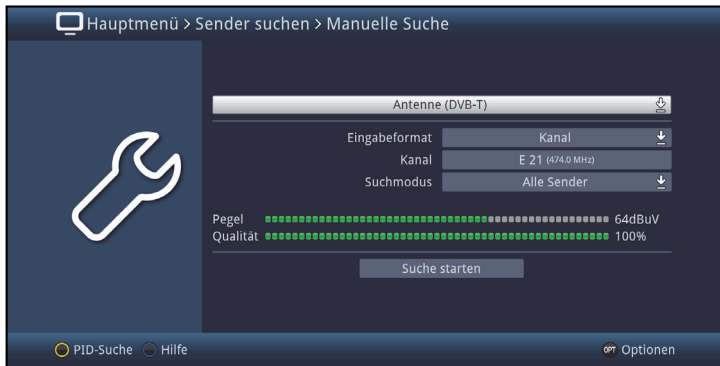 Hauptmenü > Sender suchen > Manuelle Suche
Antenne (DVB-T)
Eingabeformat Kanal
Kanal E 21 (474.0 MHz)
Suchmodus Alle Sender
Pegel 64dBuV
Qualität 100%
Suche starten
PID-Suche Hilfe OPT Optionen